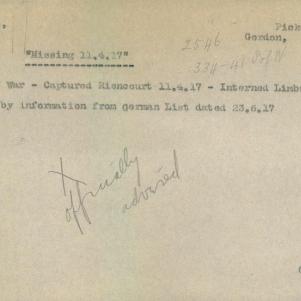 Pick
Gordon,
2546
"Missing 11.4.17"
War - Captured Riencourt 11.4.17 - Interned Limb
by information from German List dated 23.6.17
officially
advised